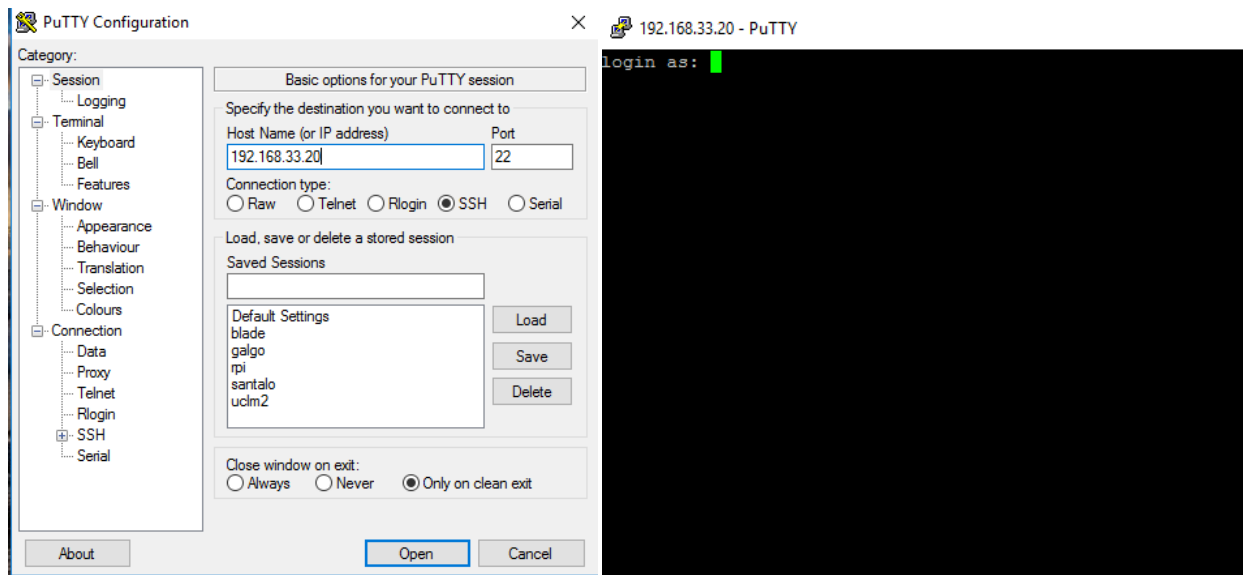 PuTTY Configuration
Category:
Session
Logging
Terminal
Keyboard
Bell
Features
Window
Appearance
Behaviour
Translation
Selection
Colours
Connection
Data
Proxy
Telnet
Rlogin
SSH
Serial
Basic options for your PuTTY session
Specify the destination you want to connect to
Host Name (or IP address) Port
192.168.33.20 22
Connection type:
Raw Telnet Rlogin SSH Serial
Load, save or delete a stored session
Saved Sessions
Default Settings
blade
galgo
rpi
santalo
uclm2
Load
Save
Delete
Close window on exit:
Always Never Only on clean exit
About Open Cancel
192.168.33.20 - PuTTY
login as: